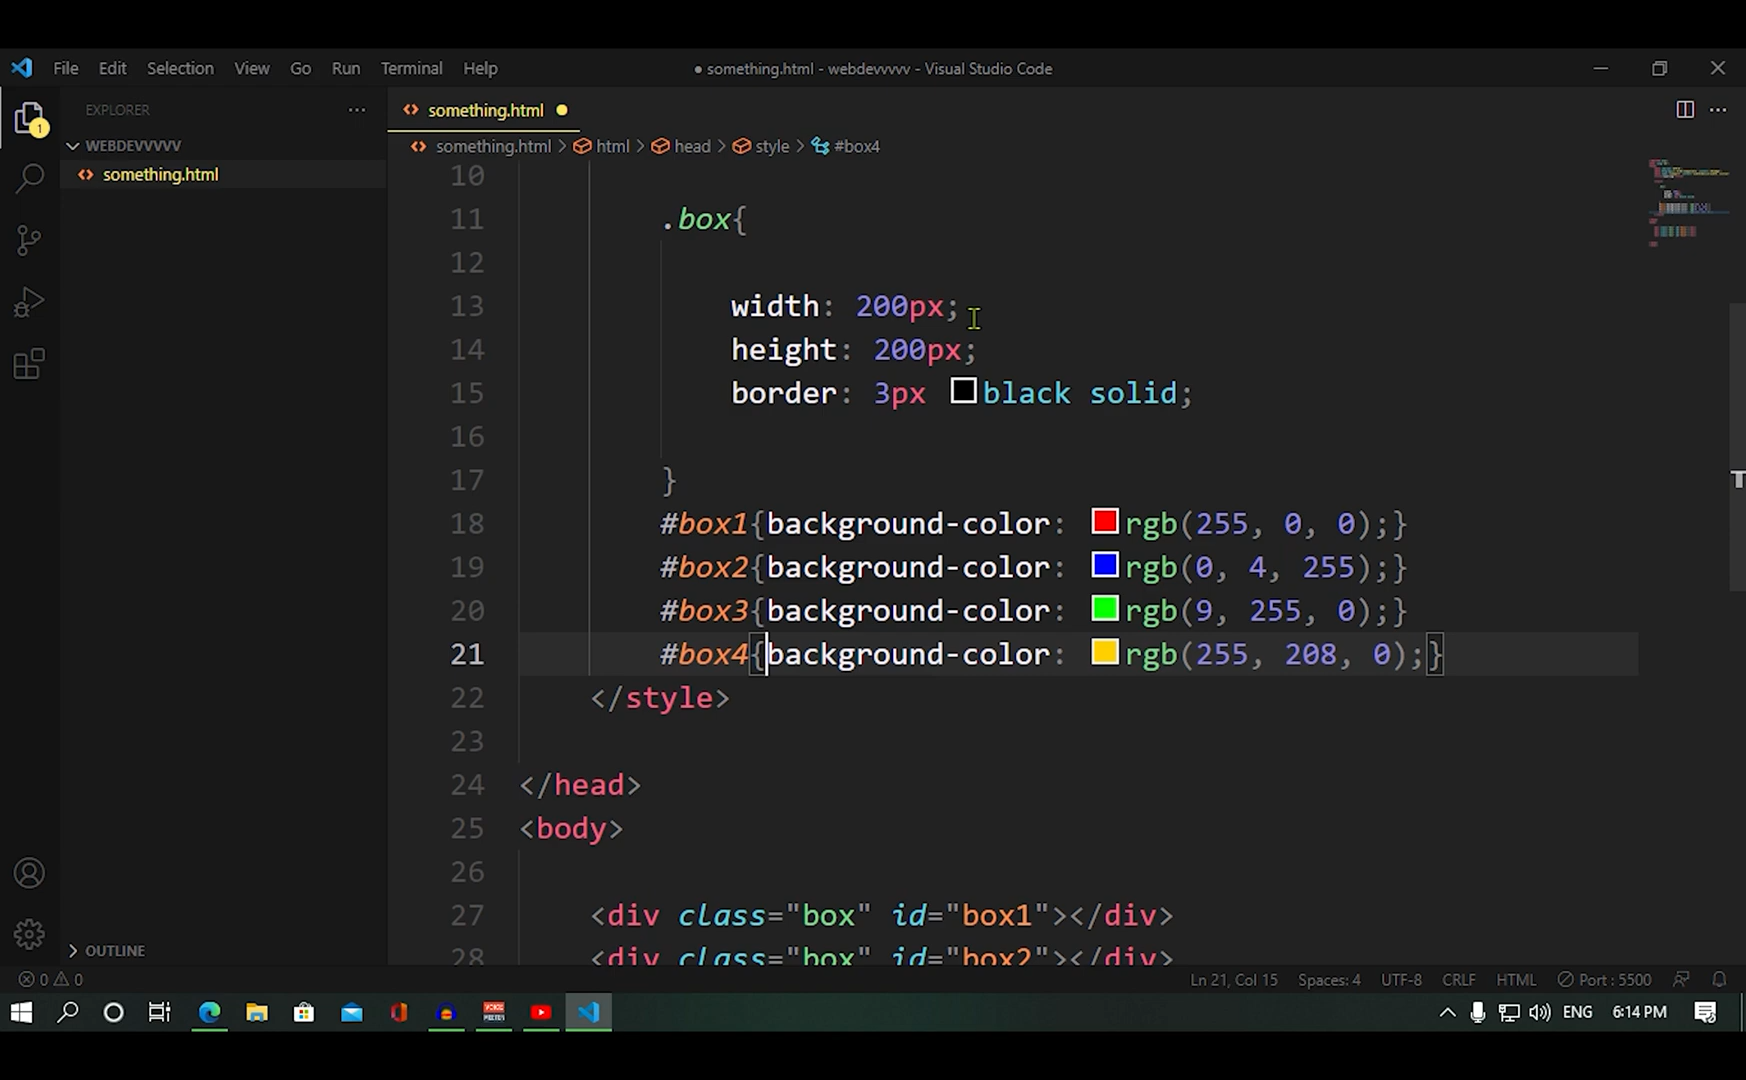 File Edit Selection View Go Run Terminal Help
● something.html - webdevvvvv - Visual Studio Code
EXPLORER
WEBDEVVVVV
something.html
OUTLINE
1
something.html
something.html > html > head > style > #box4
10
11 .box{
12
13 width: 200px;
14 height: 200px;
15 border: 3px black solid;
16
17 }
18 #box1{background-color: rgb(255, 0, 0);}
19 #box2{background-color: rgb(0, 4, 255);}
20 #box3{background-color: rgb(9, 255, 0);}
21 #box4{background-color: rgb(255, 208, 0);}
22 </style>
23
24 </head>
25 <body>
26
27 <div class="box" id="box1"></div>
28 <div class="box" id="box2"></div>
0 0
Ln 21, Col 15 Spaces: 4 UTF-8 CRLF HTML Port : 5500
ENG 6:14 PM